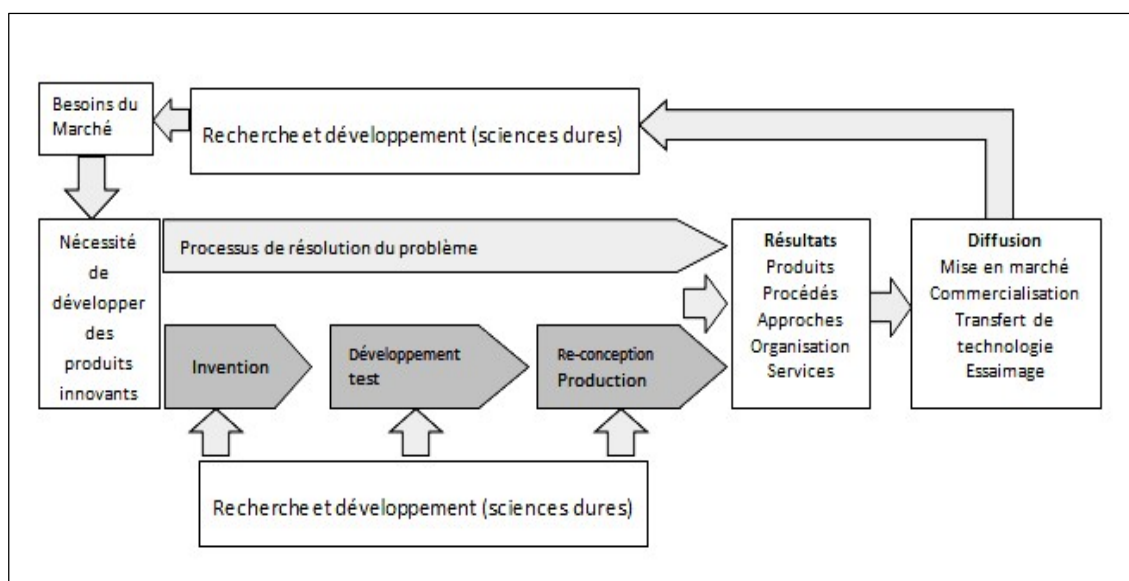 Besoins du
Marché
Recherche et développement (sciences dures)
Nécessité
de
développer
des
produits
innovants
Processus de résolution du problème
Invention
Développement
test
Re-conception
Production
Résultats
Produits
Procédés
Approches
Organisation
Services
Diffusion
Mise en marché
Commercialisation
Transfert de
technologie
Essaimage
Recherche et développement (sciences dures)